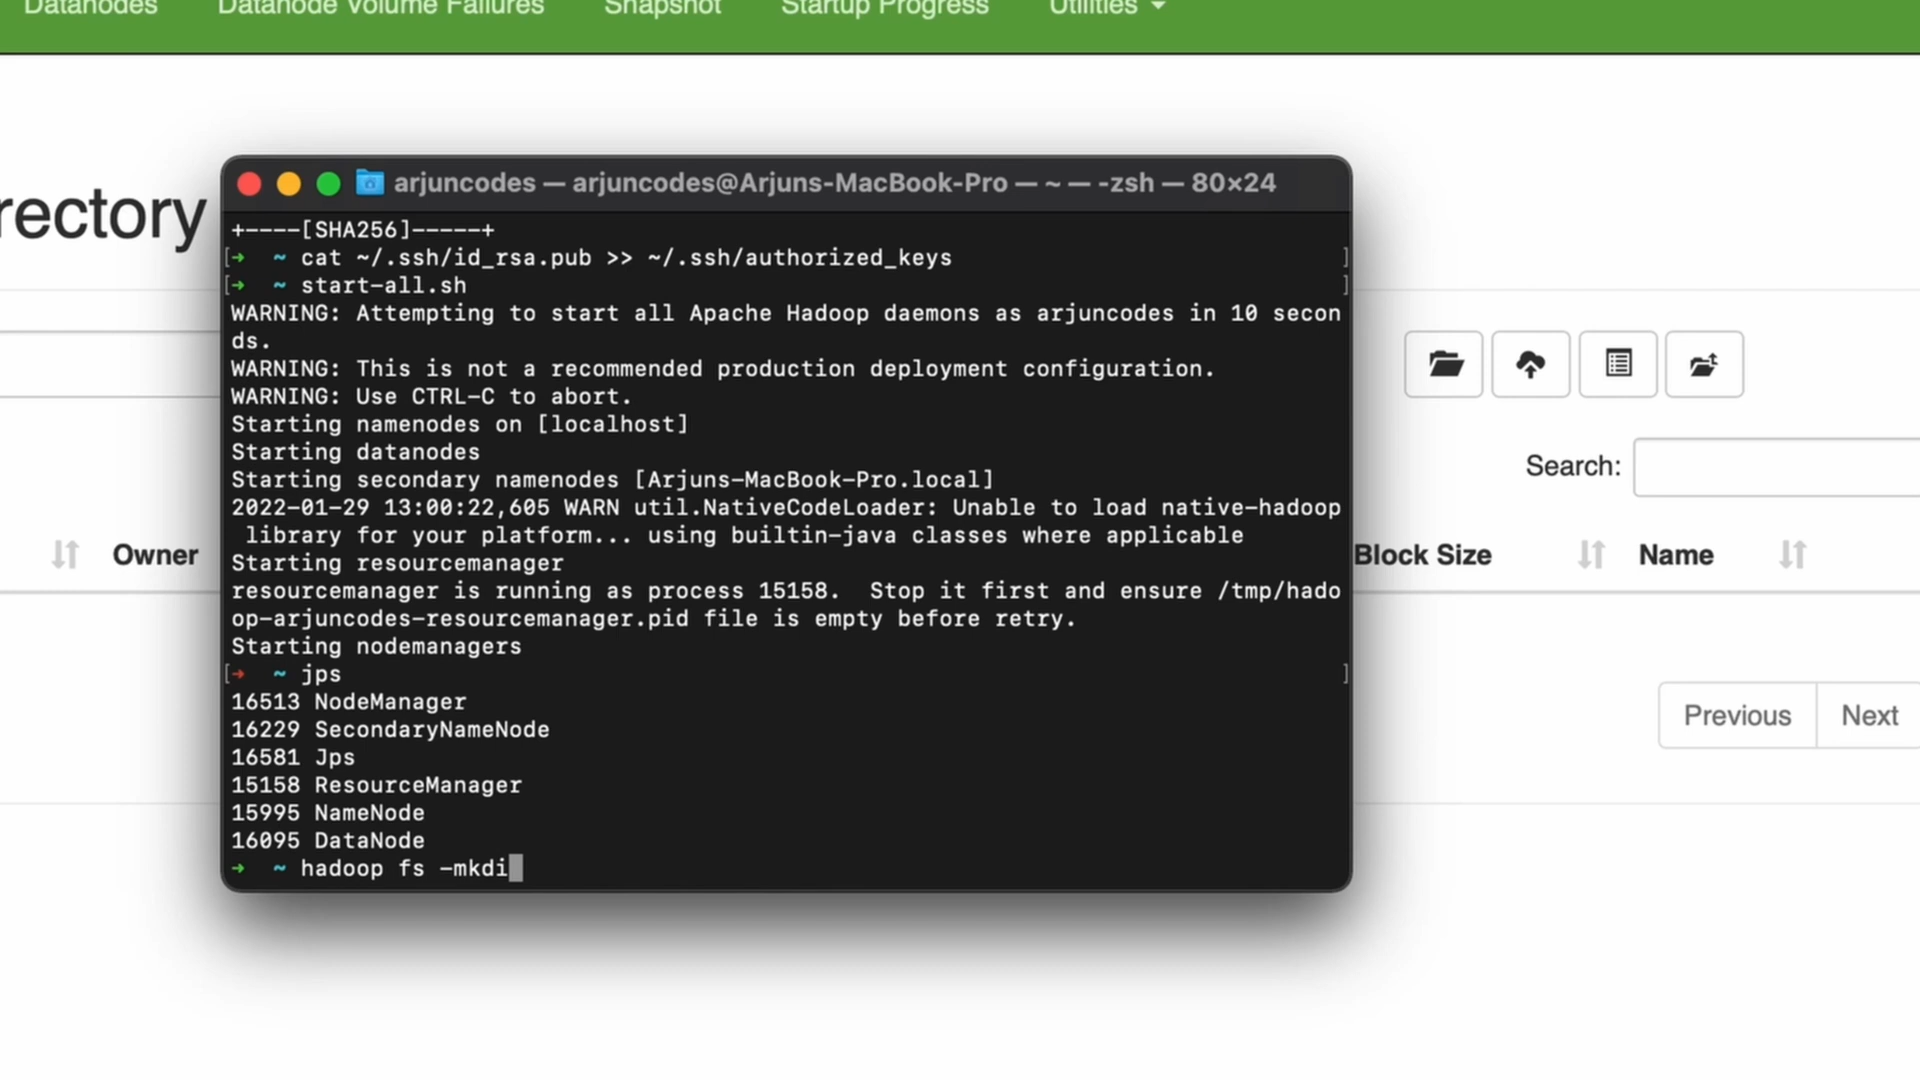 Datanodes Datanode Volume Failures Snapshot Startup Progress Utilities
rectory
arjuncodes — arjuncodes@Arjuns-MacBook-Pro — ~ — -zsh — 80×24
+----[SHA256]-----+
[➜ ~ cat ~/.ssh/id_rsa.pub >> ~/.ssh/authorized_keys ]
[➜ ~ start-all.sh ]
WARNING: Attempting to start all Apache Hadoop daemons as arjuncodes in 10 secon
ds.
WARNING: This is not a recommended production deployment configuration.
WARNING: Use CTRL-C to abort.
Starting namenodes on [localhost]
Starting datanodes
Starting secondary namenodes [Arjuns-MacBook-Pro.local]
2022-01-29 13:00:22,605 WARN util.NativeCodeLoader: Unable to load native-hadoop
library for your platform... using builtin-java classes where applicable
Starting resourcemanager
resourcemanager is running as process 15158.  Stop it first and ensure /tmp/hado
op-arjuncodes-resourcemanager.pid file is empty before retry.
Starting nodemanagers
[➜ ~ jps ]
16513 NodeManager
16229 SecondaryNameNode
16581 Jps
15158 ResourceManager
15995 NameNode
16095 DataNode
➜ ~ hadoop fs -mkdi
Search:
Owner
Block Size
Name
Previous
Next